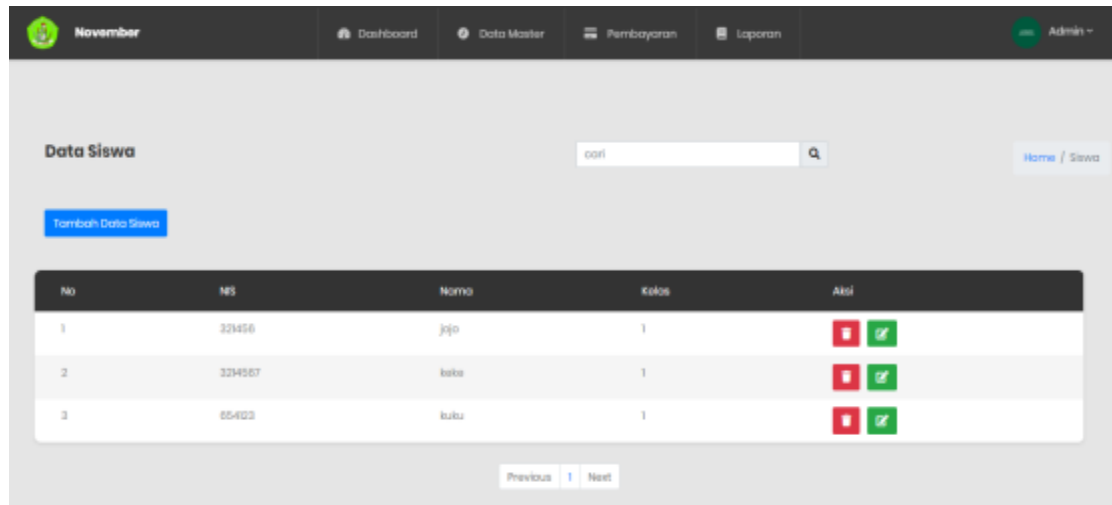 November Dashboard Data Master Pembayaran Laporan Admin
Data Siswa cari Home / Siswa
Tambah Data Siswa
No NIS Nama Kelas Aksi
1 321456 jojo 1
2 3214567 keke 1
3 654123 kuku 1
Previous 1 Next